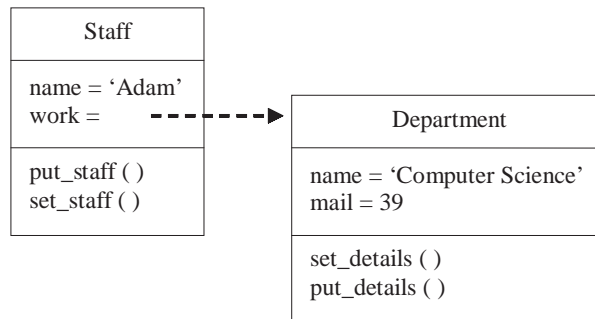 Staff
name = ‘Adam’
work =
put_staff ( )
set_staff ( )
Department
name = ‘Computer Science’
mail = 39
set_details ( )
put_details ( )